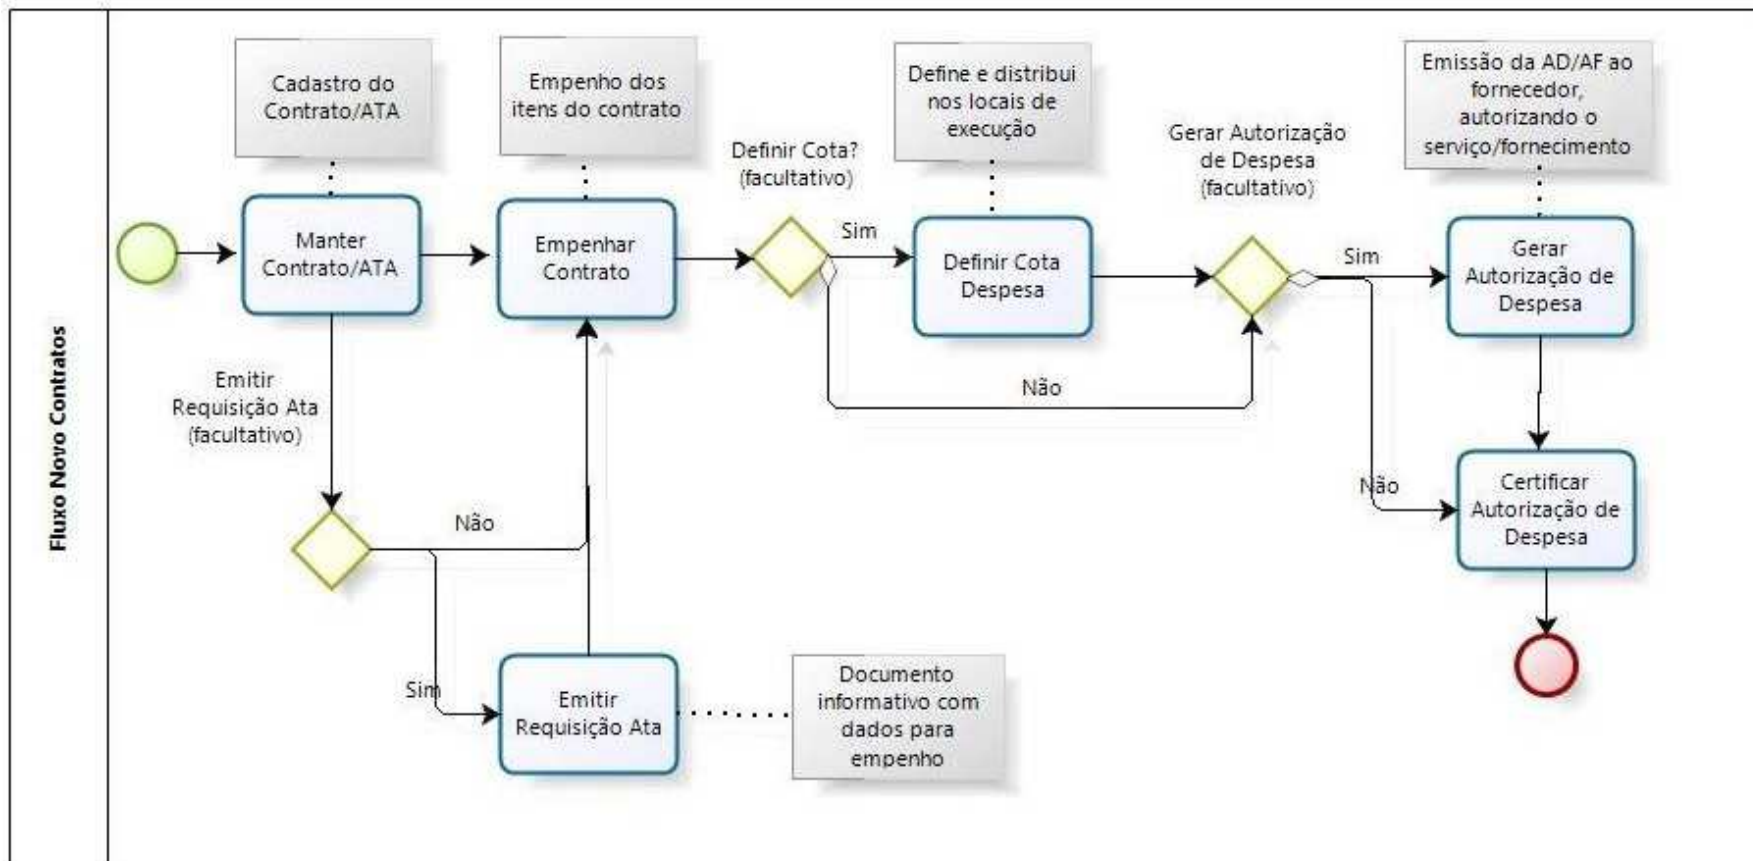 Fluxo Novo Contratos
Cadastro do
Contrato/ATA
Manter
Contrato/ATA
Empenho dos
itens do contrato
Empenhar
Contrato
Definir Cota?
(facultativo)
Sim
Não
Define e distribui
nos locais de
execução
Definir Cota
Despesa
Gerar Autorização
de Despesa
(facultativo)
Sim
Não
Emissão da AD/AF ao
fornecedor,
autorizando o
serviço/fornecimento
Gerar
Autorização de
Despesa
Certificar
Autorização de
Despesa
Emitir
Requisição Ata
(facultativo)
Não
Sim
Emitir
Requisição Ata
Documento
informativo com
dados para
empenho